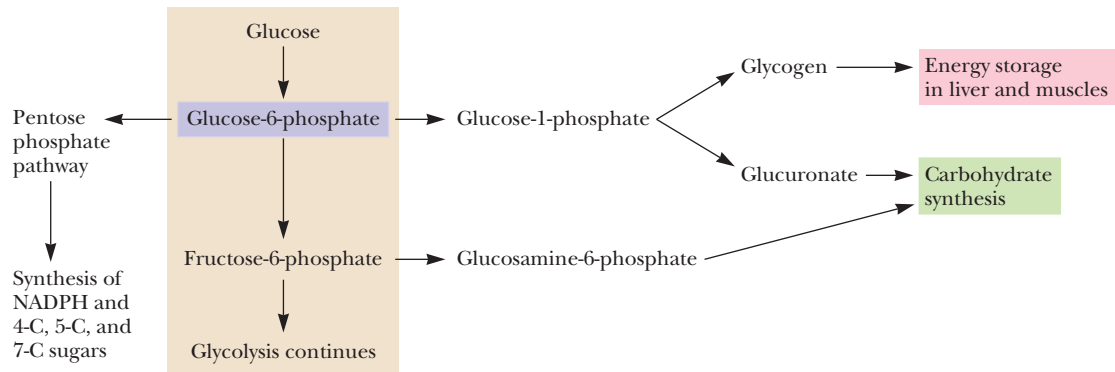 Glucose
Glycogen
Energy storage
in liver and muscles
Pentose
phosphate
pathway
Glucose-6-phosphate
Glucose-1-phosphate
Glucuronate
Carbohydrate
synthesis
Fructose-6-phosphate
Glucosamine-6-phosphate
Synthesis of
NADPH and
4-C, 5-C, and
7-C sugars
Glycolysis continues